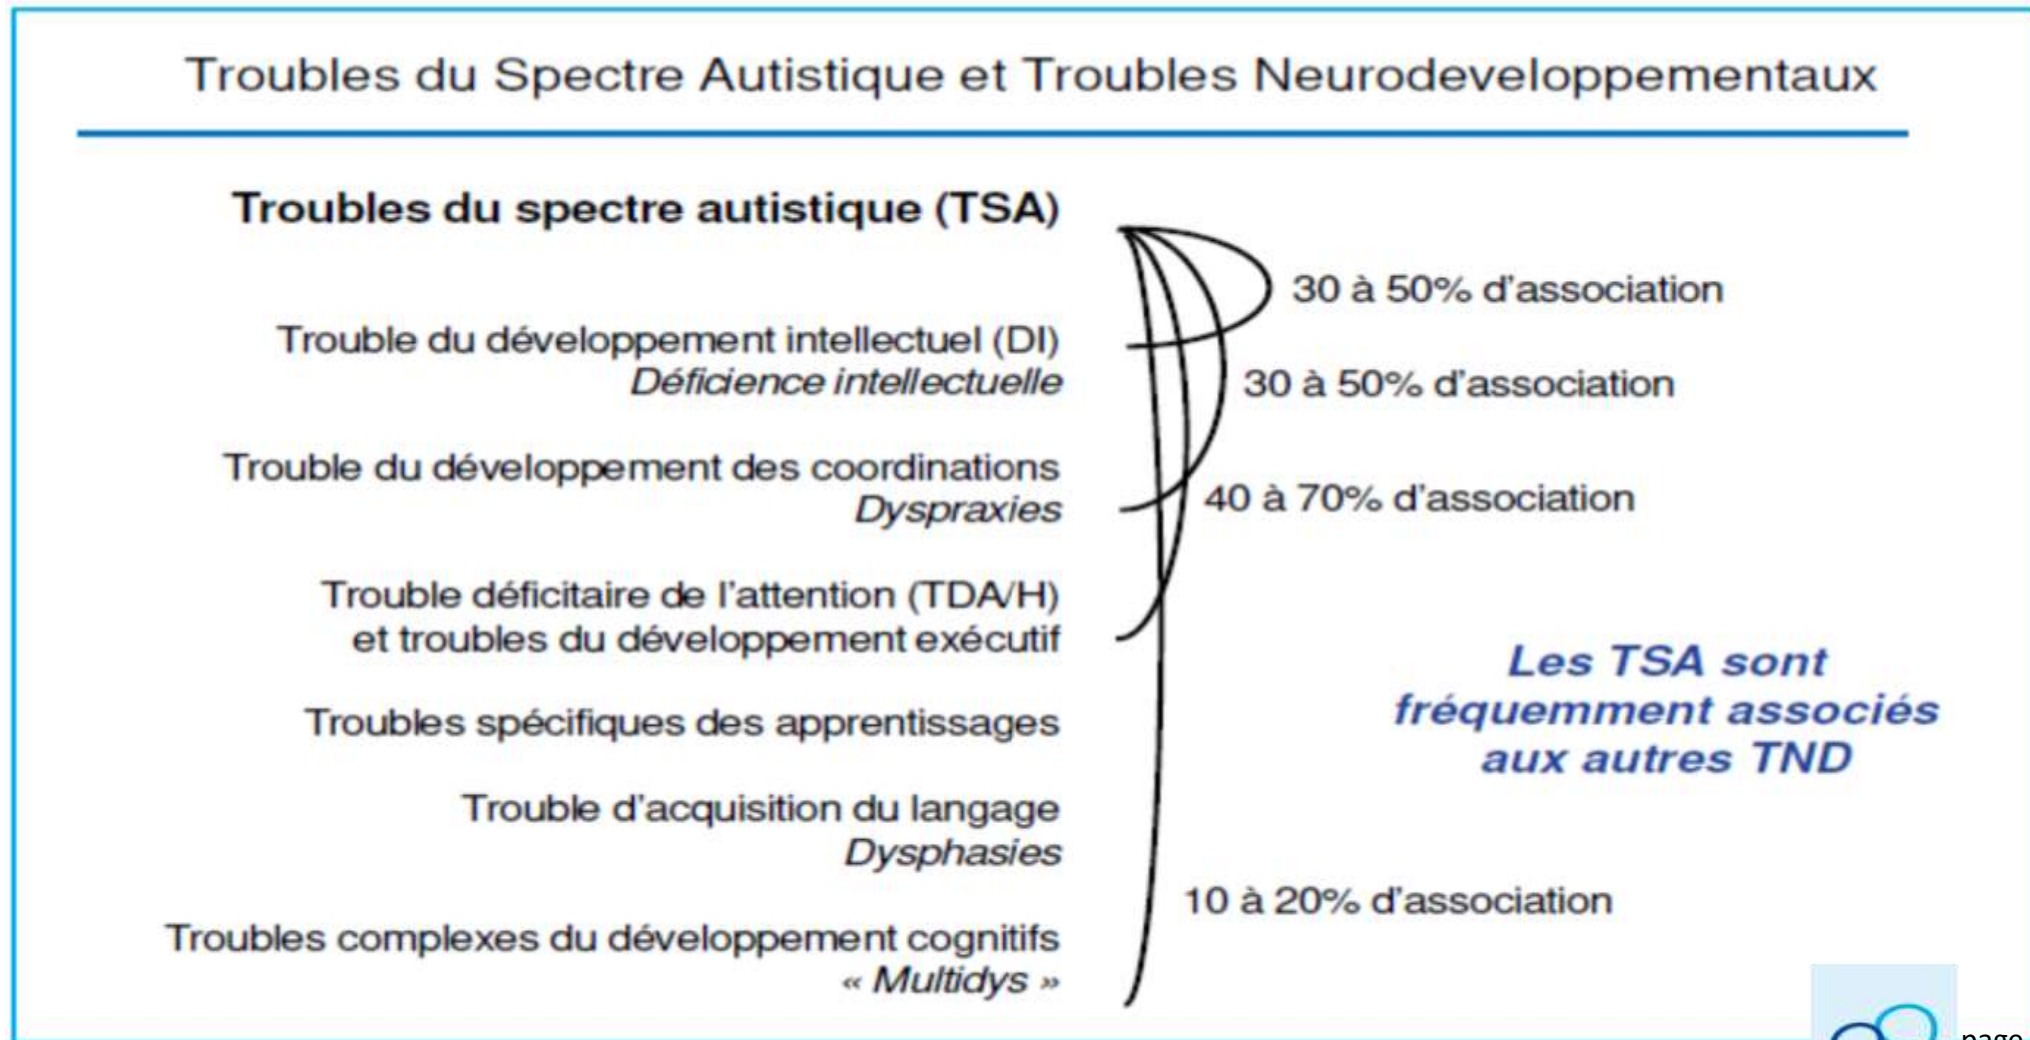 Troubles du Spectre Autistique et Troubles Neurodeveloppementaux
Troubles du spectre autistique (TSA)
30 à 50% d'association
Trouble du développement intellectuel (DI)
Déficience intellectuelle
30 à 50% d'association
Trouble du développement des coordinations
Dyspraxies
40 à 70% d'association
Trouble déficitaire de l'attention (TDA/H)
et troubles du développement exécutif
Les TSA sont
fréquemment associés
aux autres TND
Troubles spécifiques des apprentissages
Trouble d'acquisition du langage
Dysphasies
10 à 20% d'association
Troubles complexes du développement cognitifs
« Multidys »
page